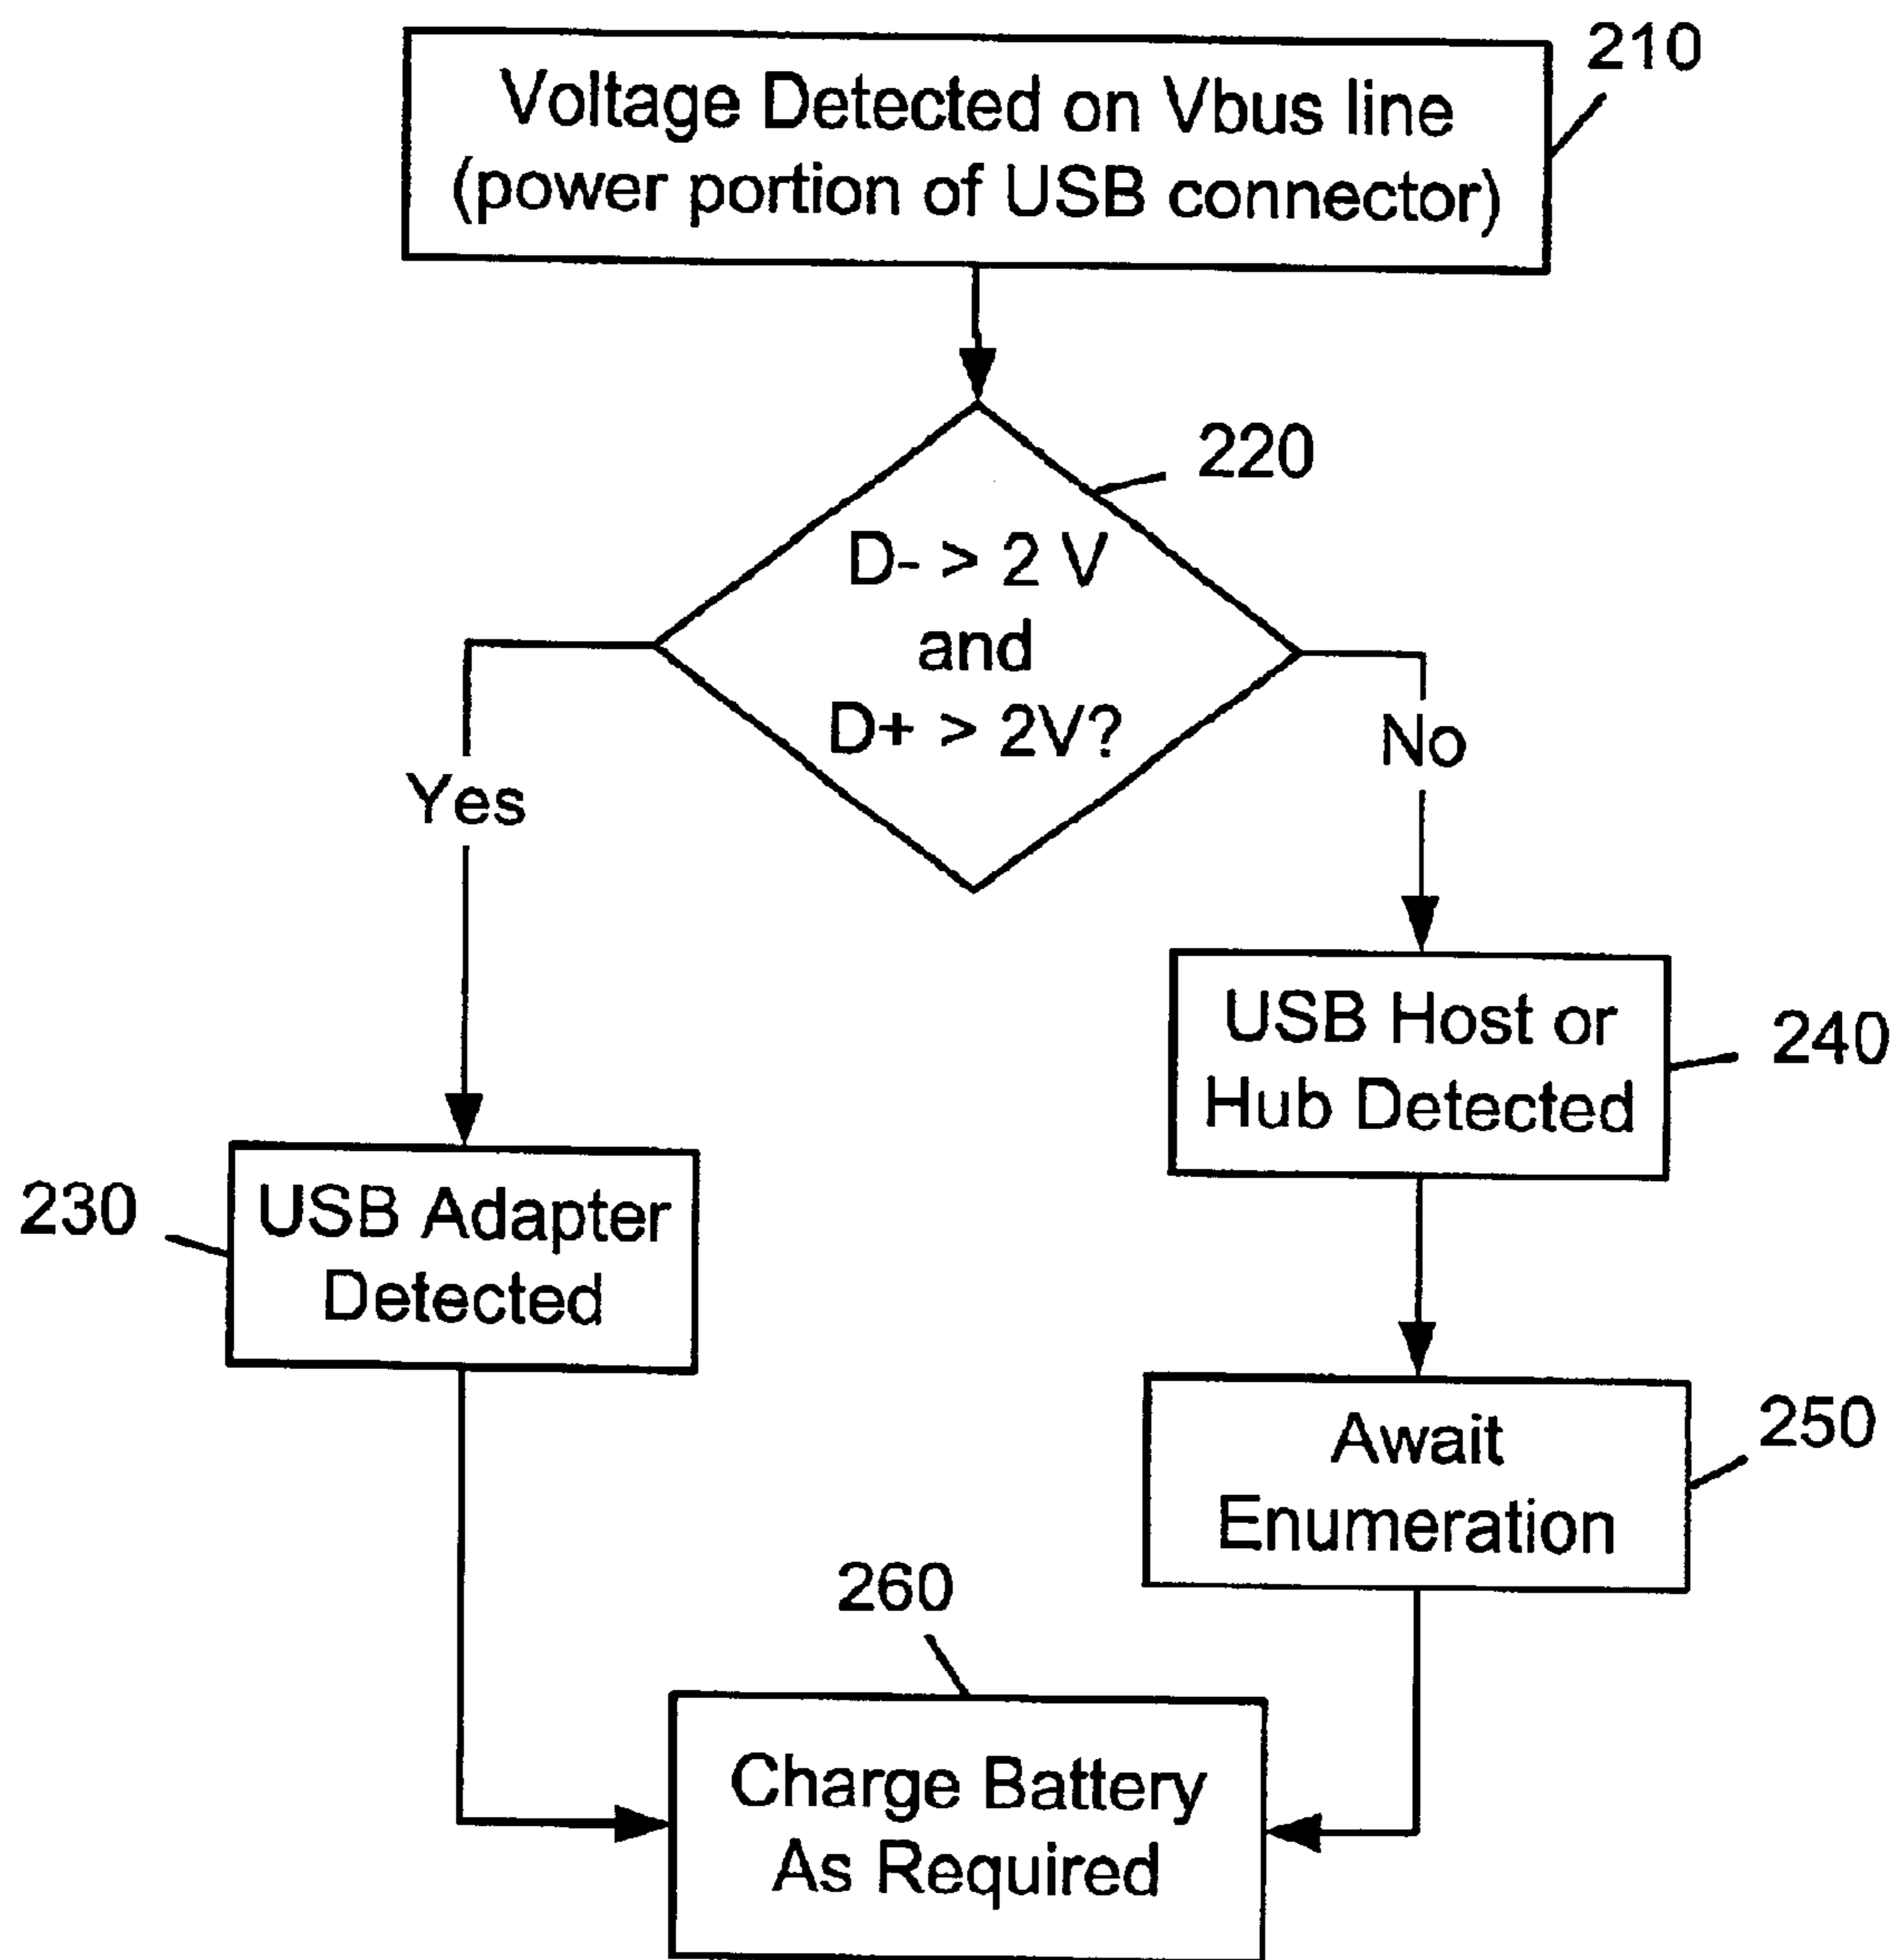 Voltage Detected on Vbus line
(power portion of USB connector)
210
220
D- > 2 V
and
D+ > 2V?
Yes
No
USB Host or
Hub Detected
240
230
USB Adapter
Detected
Await
Enumeration
250
260
Charge Battery
As Required